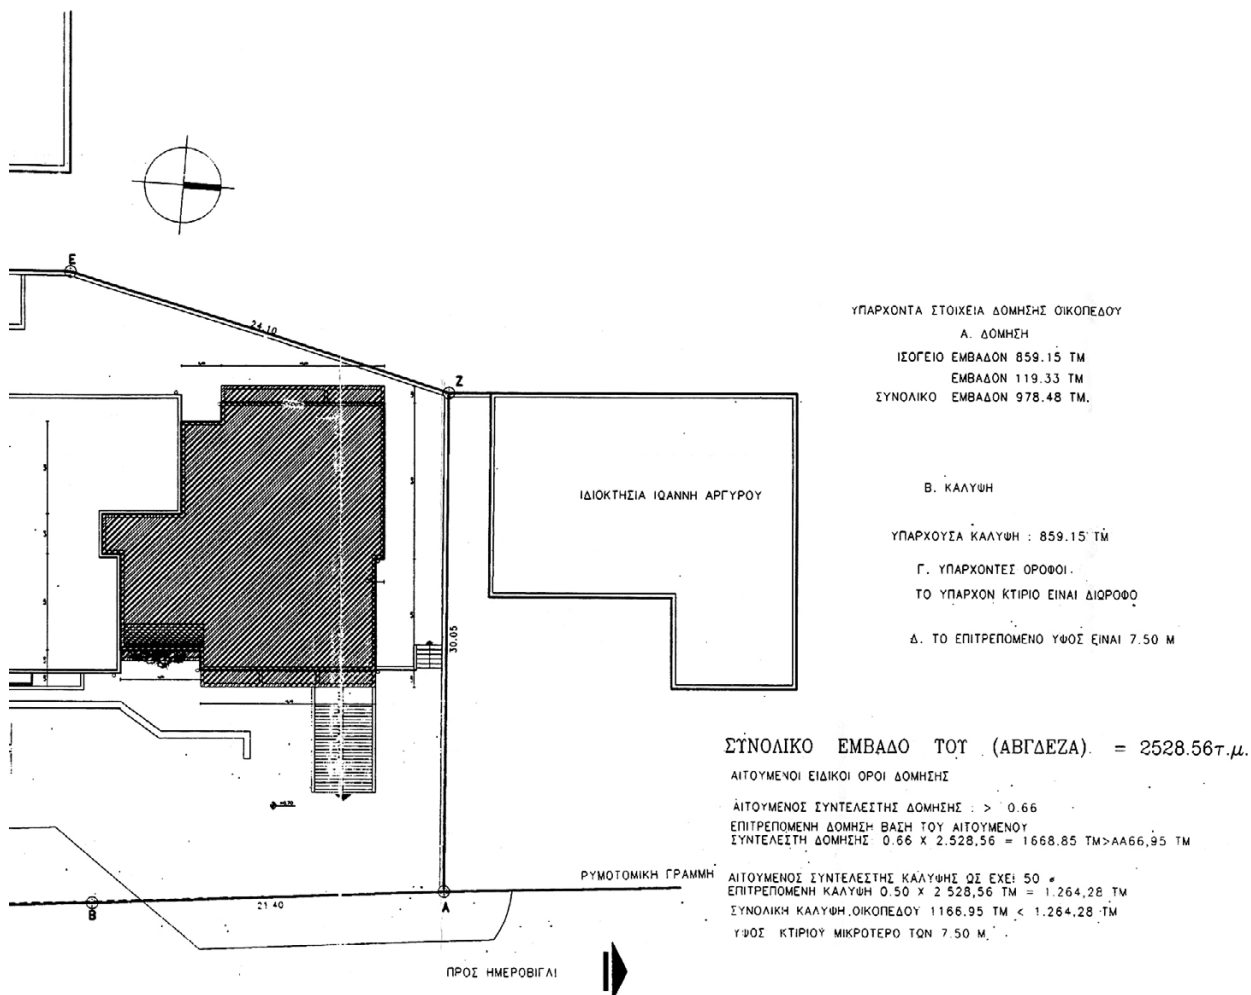 E
24.10
Z
ΥΠΑΡΧΟΝΤΑ ΣΤΟΙΧΕΙΑ ΔΟΜΗΣΗΣ ΟΙΚΟΠΕΔΟΥ
Α. ΔΟΜΗΣΗ
ΙΣΟΓΕΙΟ ΕΜΒΑΔΟΝ 859.15 ΤΜ
ΕΜΒΑΔΟΝ 119.33 ΤΜ
ΣΥΝΟΛΙΚΟ ΕΜΒΑΔΟΝ 978.48 ΤΜ.
ΙΔΙΟΚΤΗΣΙΑ ΙΩΑΝΝΗ ΑΡΓΥΡΟΥ
Β. ΚΑΛΥΨΗ
ΥΠΑΡΧΟΥΣΑ ΚΑΛΥΨΗ : 859.15 ΤΜ
Γ. ΥΠΑΡΧΟΝΤΕΣ ΟΡΟΦΟΙ.
ΤΟ ΥΠΑΡΧΟΝ ΚΤΙΡΙΟ ΕΙΝΑΙ ΔΙΩΡΟΦΟ
Δ. ΤΟ ΕΠΙΤΡΕΠΟΜΕΝΟ ΥΨΟΣ ΕΙΝΑΙ 7.50 Μ
30.05
ΣΥΝΟΛΙΚΟ ΕΜΒΑΔΟ ΤΟΥ (ΑΒΓΔΕΖΑ) = 2528.56τ.μ.
ΑΙΤΟΥΜΕΝΟΙ ΕΙΔΙΚΟΙ ΟΡΟΙ ΔΟΜΗΣΗΣ
ΑΙΤΟΥΜΕΝΟΣ ΣΥΝΤΕΛΕΣΤΗΣ ΔΟΜΗΣΗΣ : > 0.66
ΕΠΙΤΡΕΠΟΜΕΝΗ ΔΟΜΗΣΗ ΒΑΣΗ ΤΟΥ ΑΙΤΟΥΜΕΝΟΥ
ΣΥΝΤΕΛΕΣΤΗ ΔΟΜΗΣΗΣ 0.66 Χ 2.528,56 = 1668.85 ΤΜ>ΑΑ66,95 ΤΜ
ΡΥΜΟΤΟΜΙΚΗ ΓΡΑΜΜΗ
ΑΙΤΟΥΜΕΝΟΣ ΣΥΝΤΕΛΕΣΤΗΣ ΚΑΛΥΨΗΣ ΩΣ ΕΧΕΙ 50
ΕΠΙΤΡΕΠΟΜΕΝΗ ΚΑΛΥΨΗ 0.50 Χ 2 528,56 ΤΜ = 1.264,28 ΤΜ
ΣΥΝΟΛΙΚΗ ΚΑΛΥΨΗ ΟΙΚΟΠΕΔΟΥ 1166.95 ΤΜ < 1.264,28 ΤΜ
ΥΨΟΣ ΚΤΙΡΙΟΥ ΜΙΚΡΟΤΕΡΟ ΤΩΝ 7.50 Μ.
B
21.40
A
ΠΡΟΣ ΗΜΕΡΟΒΙΓΛΙ